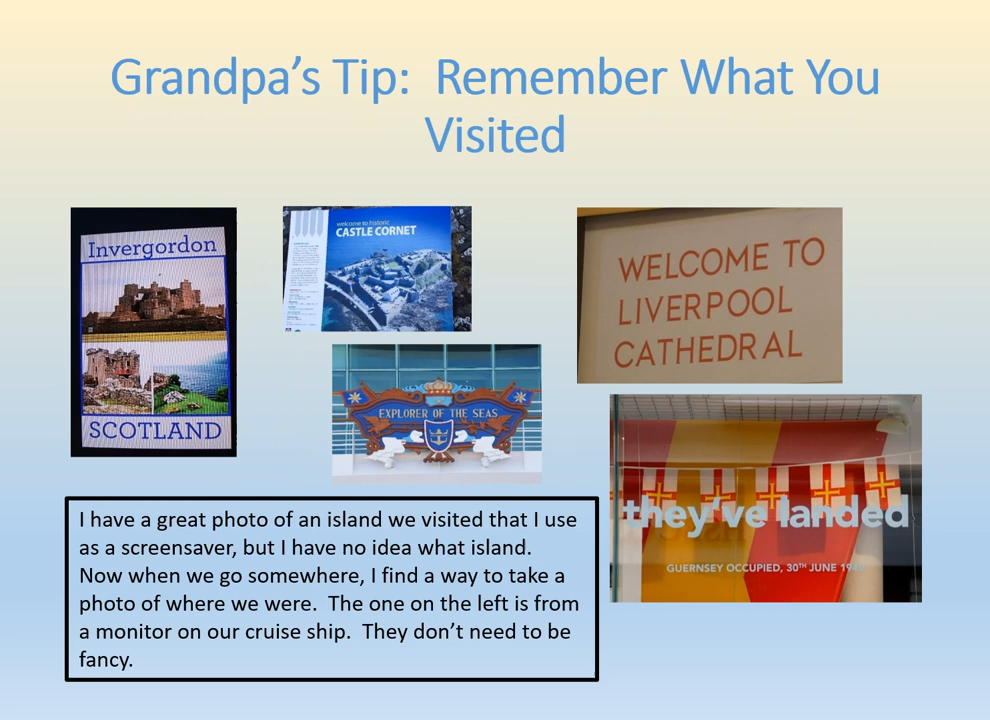 Grandpa's Tip:  Remember What You
Visited
Invergordon
SCOTLAND
welcome to historic
CASTLE CORNET
EXPLORER OF THE SEAS
WELCOME TO
LIVERPOOL
CATHEDRAL
they've landed
GUERNSEY OCCUPIED, 30TH JUNE
I have a great photo of an island we visited that I use
as a screensaver, but I have no idea what island.
Now when we go somewhere, I find a way to take a
photo of where we were.  The one on the left is from
a monitor on our cruise ship.  They don't need to be
fancy.